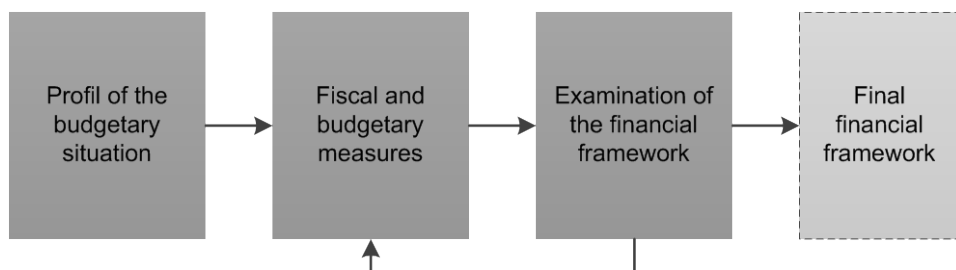 Profil of the
budgetary
situation
Fiscal and
budgetary
measures
Examination of
the financial
framework
Final
financial
framework